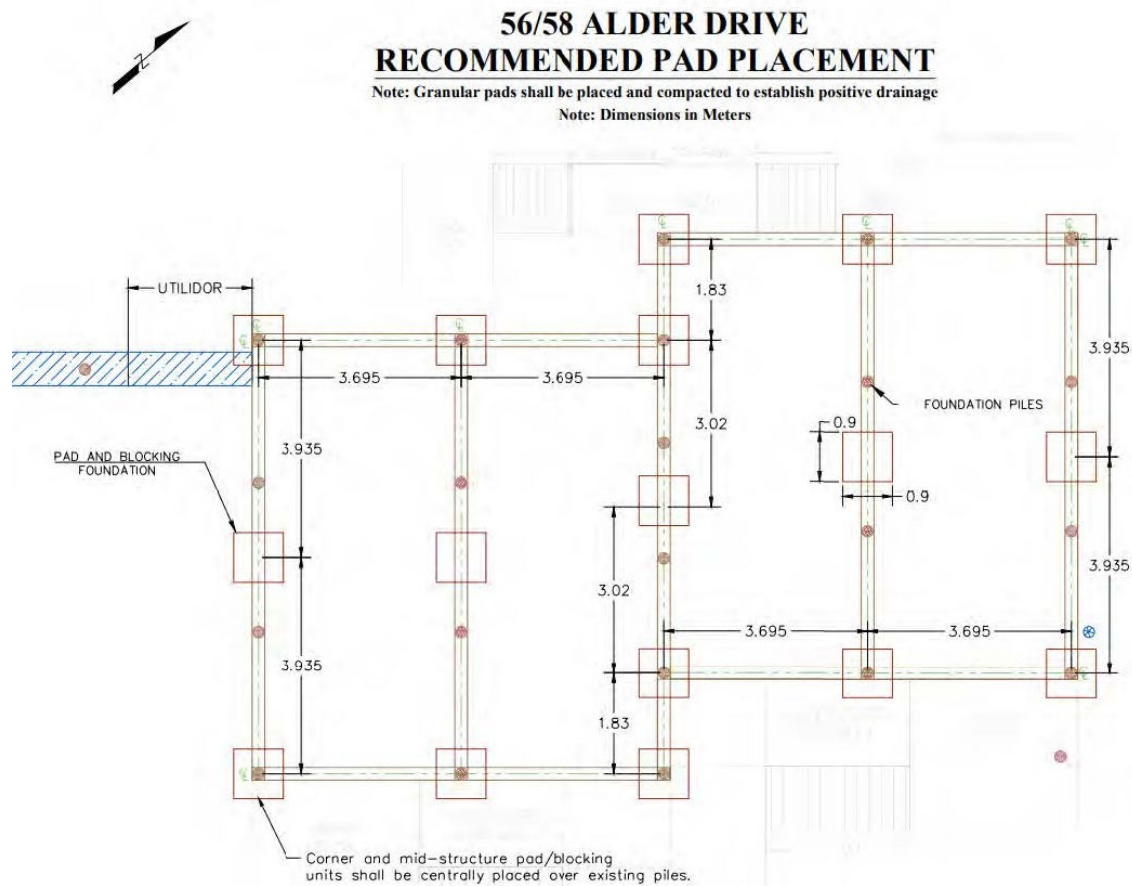 56/58 ALDER DRIVE
RECOMMENDED PAD PLACEMENT
Note: Granular pads shall be placed and compacted to establish positive drainage
Note: Dimensions in Meters
N
UTILIDOR
1.83
3.935
3.695
3.695
3.02
FOUNDATION PILES
0.9
3.935
PAD AND BLOCKING
FOUNDATION
0.9
3.02
3.935
3.695
3.695
3.935
1.83
Corner and mid-structure pad/blocking
units shall be centrally placed over existing piles.